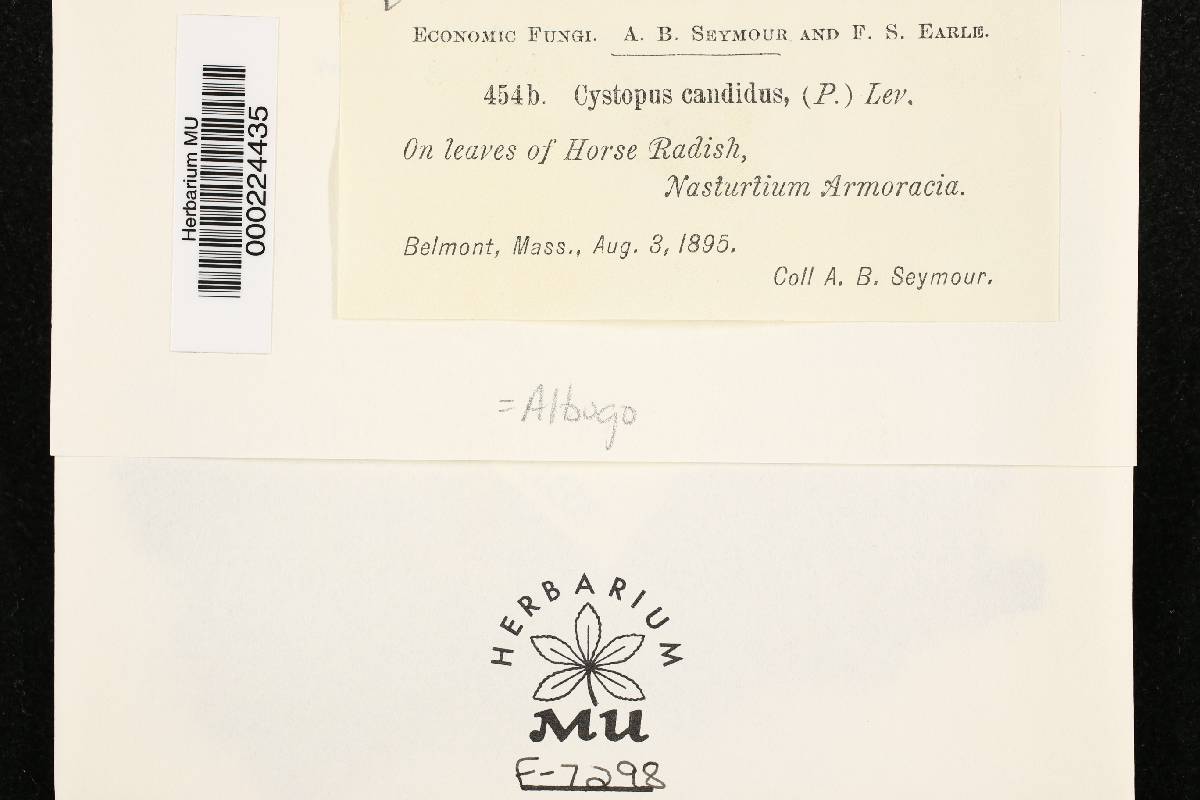 Economic Fungi. A. B. Seymour and F. S. Earle.
454b. Cystopus candidus, (P.) Lev.
On leaves of Horse Radish,
Nasturtium Armoracia.
Belmont, Mass., Aug. 3, 1895.
Coll A. B. Seymour.
Herbarium MU
000224435
= Albugo
HERBARIUM
MU
F-7298